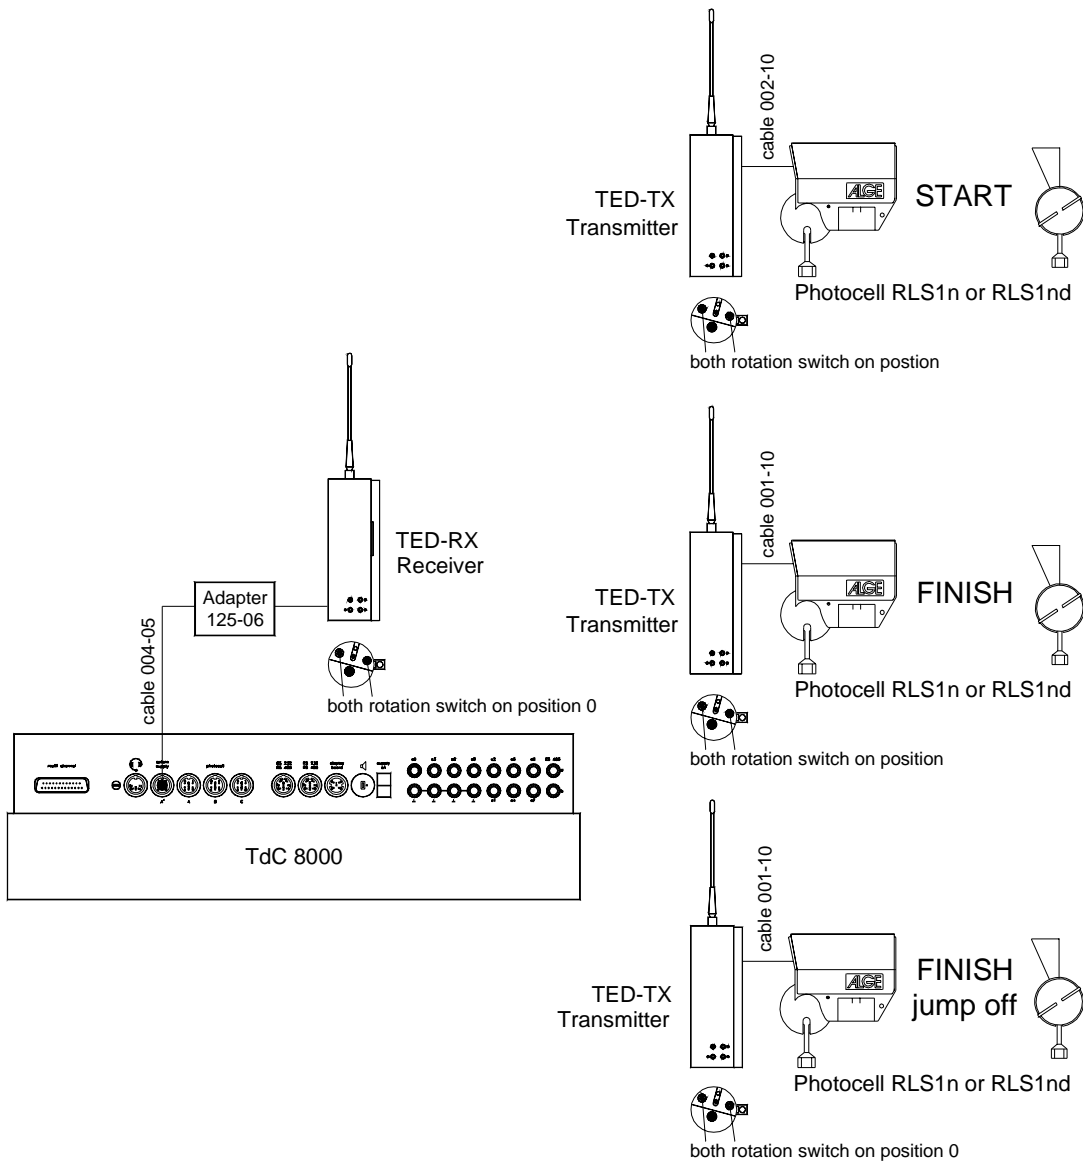 cable 002-10
TED-TX
Transmitter
ALGE
START
Photocell RLS1n or RLS1nd
both rotation switch on postion
cable 001-10
TED-TX
Transmitter
ALGE
FINISH
Photocell RLS1n or RLS1nd
both rotation switch on position
TED-RX
Receiver
Adapter
125-06
cable 004-05
both rotation switch on position 0
photocell
A
B
C
TdC 8000
cable 001-10
TED-TX
Transmitter
ALGE
FINISH
jump off
Photocell RLS1n or RLS1nd
both rotation switch on position 0